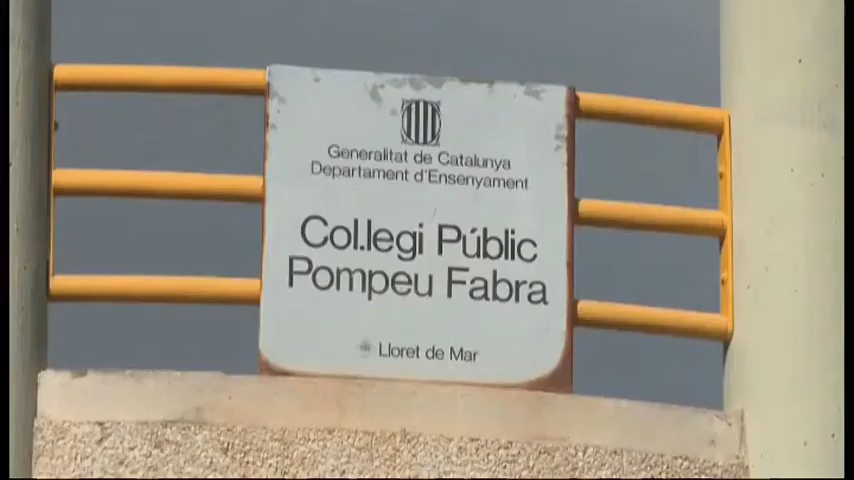 Generalitat de Catalunya
Departament d'Ensenyament
Col.legi Públic
Pompeu Fabra
Lloret de Mar